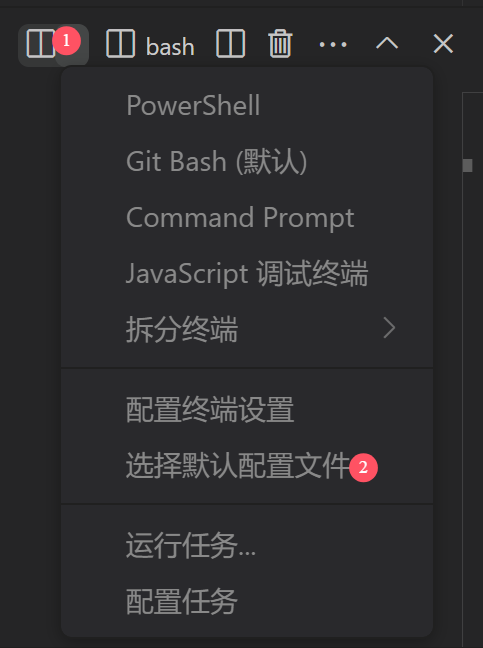 1
bash
PowerShell
Git Bash (默认)
Command Prompt
JavaScript 调试终端
拆分终端
配置终端设置
选择默认配置文件 2
运行任务...
配置任务